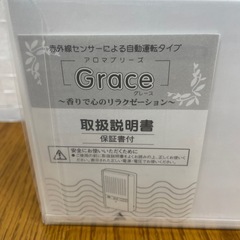 赤外線センサーによる自動運転タイプ
アロマブリーズ
Grace
グレース
～香りで心のリラクゼーション～
取扱説明書
保証書付
安全にお使いいただくために